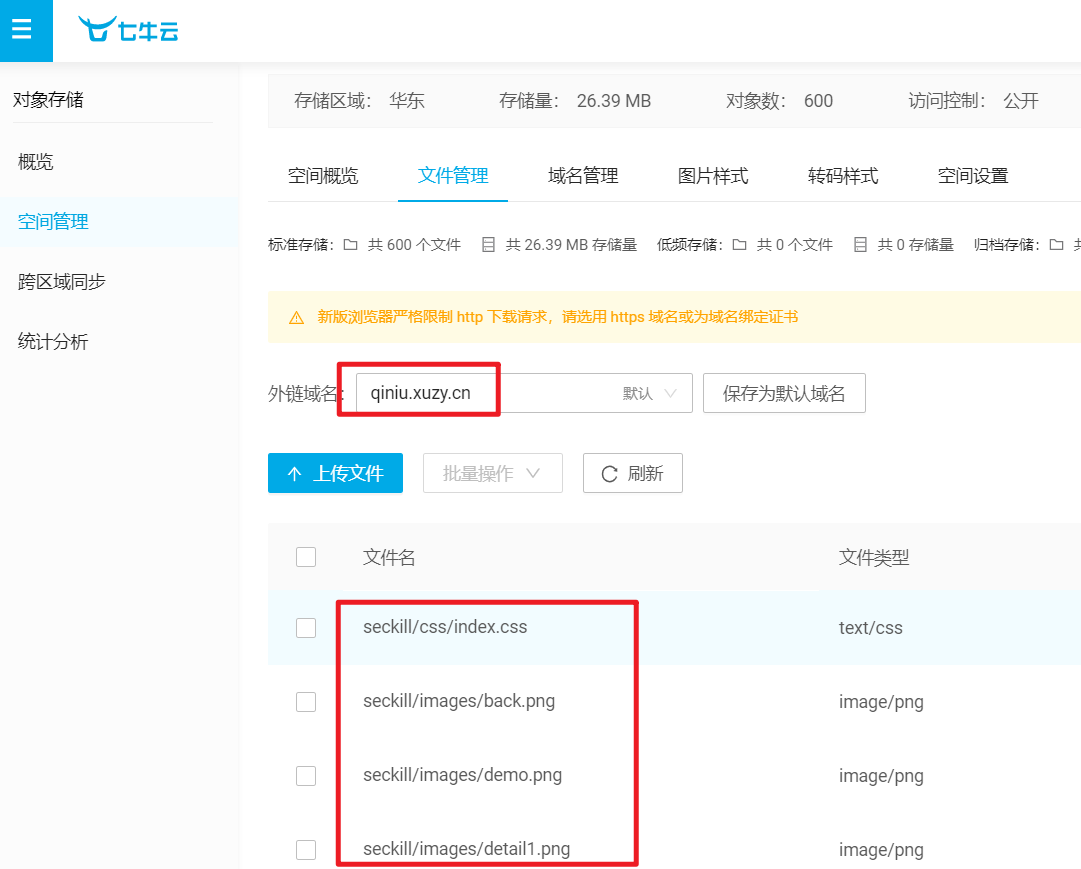 七牛云
对象存储
概览
空间管理
跨区域同步
统计分析
存储区域： 华东 存储量： 26.39 MB 对象数： 600 访问控制： 公开
空间概览 文件管理 域名管理 图片样式 转码样式 空间设置
标准存储： 共 600 个文件 共 26.39 MB 存储量 低频存储： 共 0 个文件 共 0 存储量 归档存储：
新版浏览器严格限制 http 下载请求，请选用 https 域名或为域名绑定证书
外链域名: qiniu.xuzy.cn 默认 保存为默认域名
上传文件 批量操作 刷新
文件名 文件类型
seckill/css/index.css text/css
seckill/images/back.png image/png
seckill/images/demo.png image/png
seckill/images/detail1.png image/png